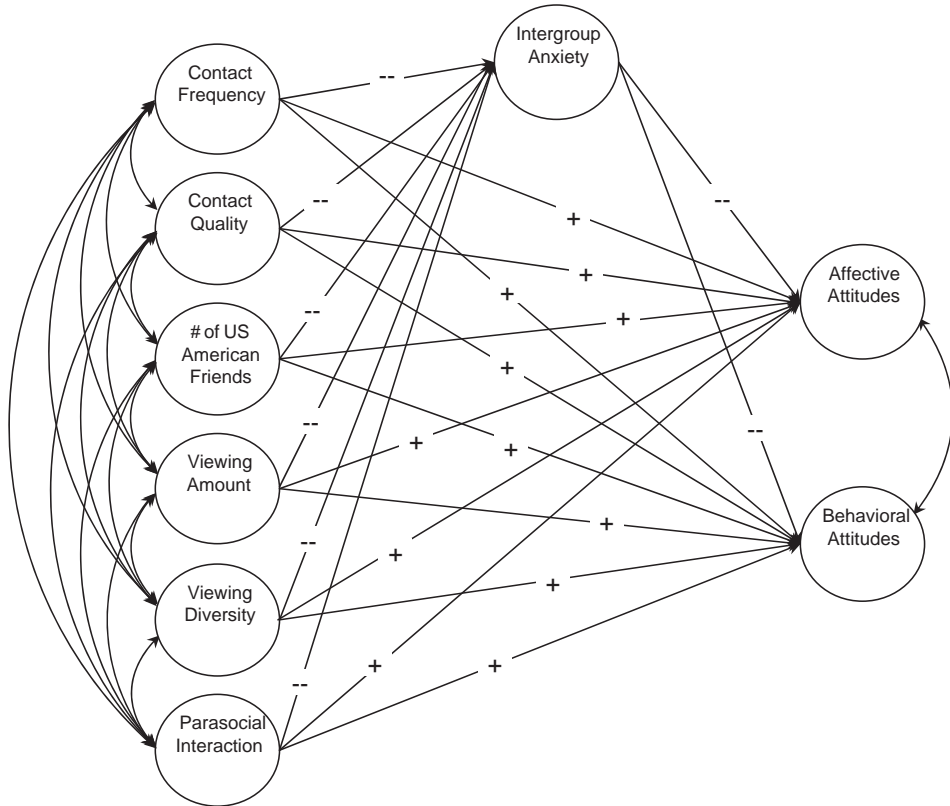 Intergroup
Anxiety
Contact
Frequency
--
--
Contact
Quality
--
--
+
Affective
Attitudes
+
+
# of US
American
Friends
--
+
+
Viewing
Amount
--
+
+
--
Behavioral
Attitudes
+
--
+
Viewing
Diversity
+
Parasocial
Interaction
--
+
+